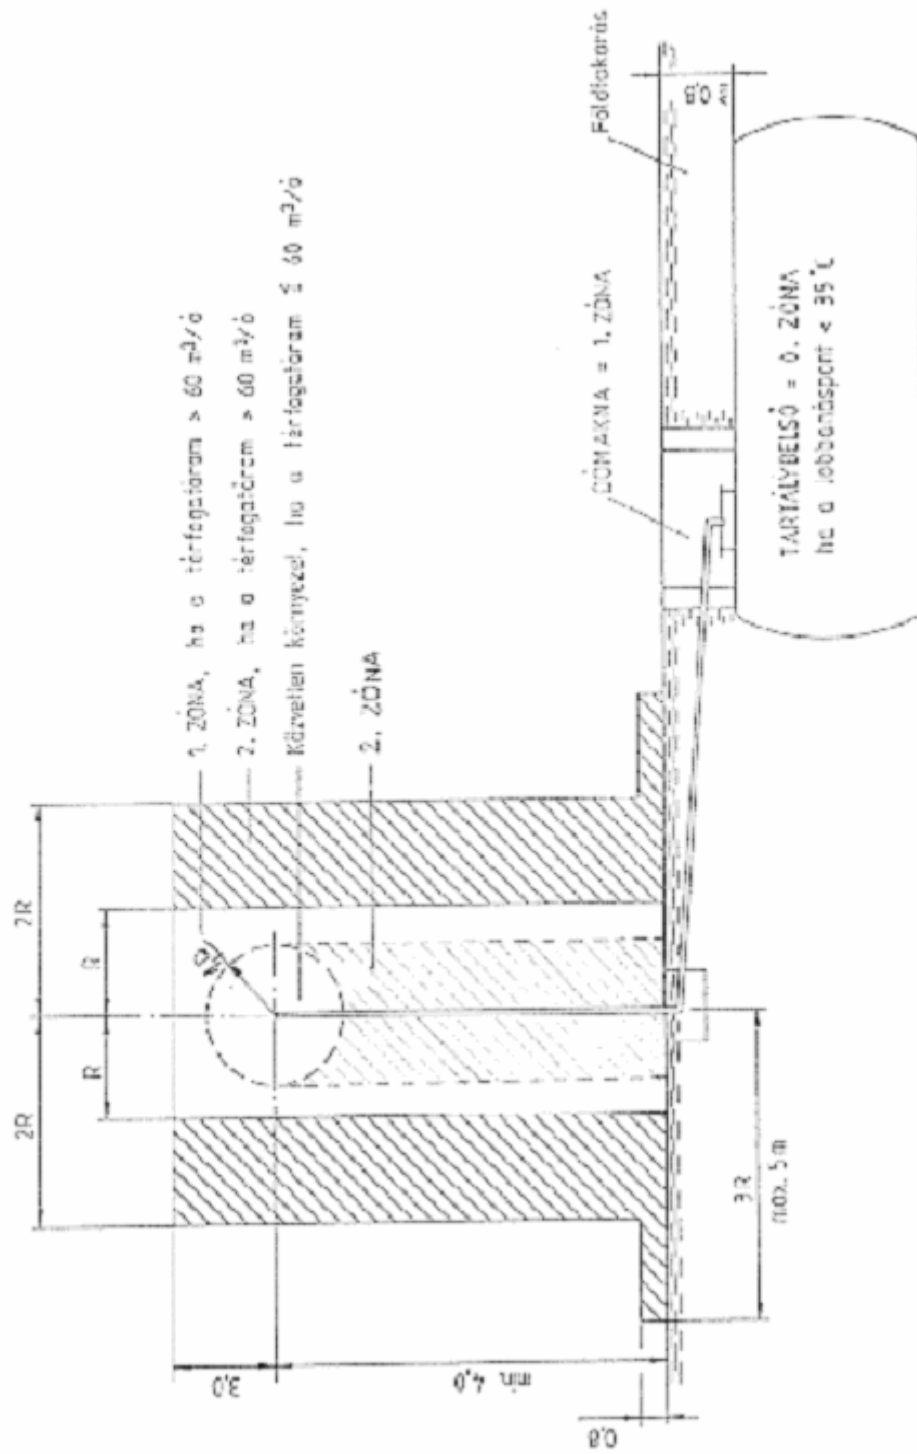 1. ZÓNA, ha a térfogatáram > 60 m³/ó
2. ZÓNA, ha a térfogatáram > 60 m³/ó
Közvetlen környezet, ha a térfogatáram ≦ 60 m³/ó
2. ZÓNA
2R
2R
R
R
3,0
min. 4,0
0,8
3R
max. 5m
DÓMAKNA = 1. ZÓNA
Földtakarás
0,8
TARTÁLYBELSŐ = 0. ZÓNA
ha a lobbanáspont < 35°C